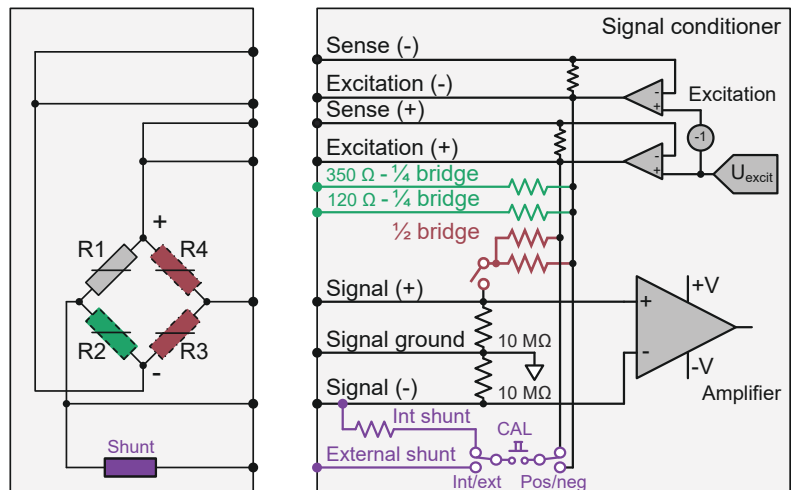 Signal conditioner
Sense (-)
Excitation (-)
Sense (+)
Excitation
-
+
-1
Excitation (+)
-
+
Uexcit
350 Ω - ¼ bridge
120 Ω - ¼ bridge
½ bridge
+
R1
R4
R2
R3
-
Signal (+)
+
+V
10 MΩ
Signal ground
-
-V
10 MΩ
Signal (-)
Amplifier
Int shunt
CAL
Shunt
External shunt
Int/ext
Pos/neg